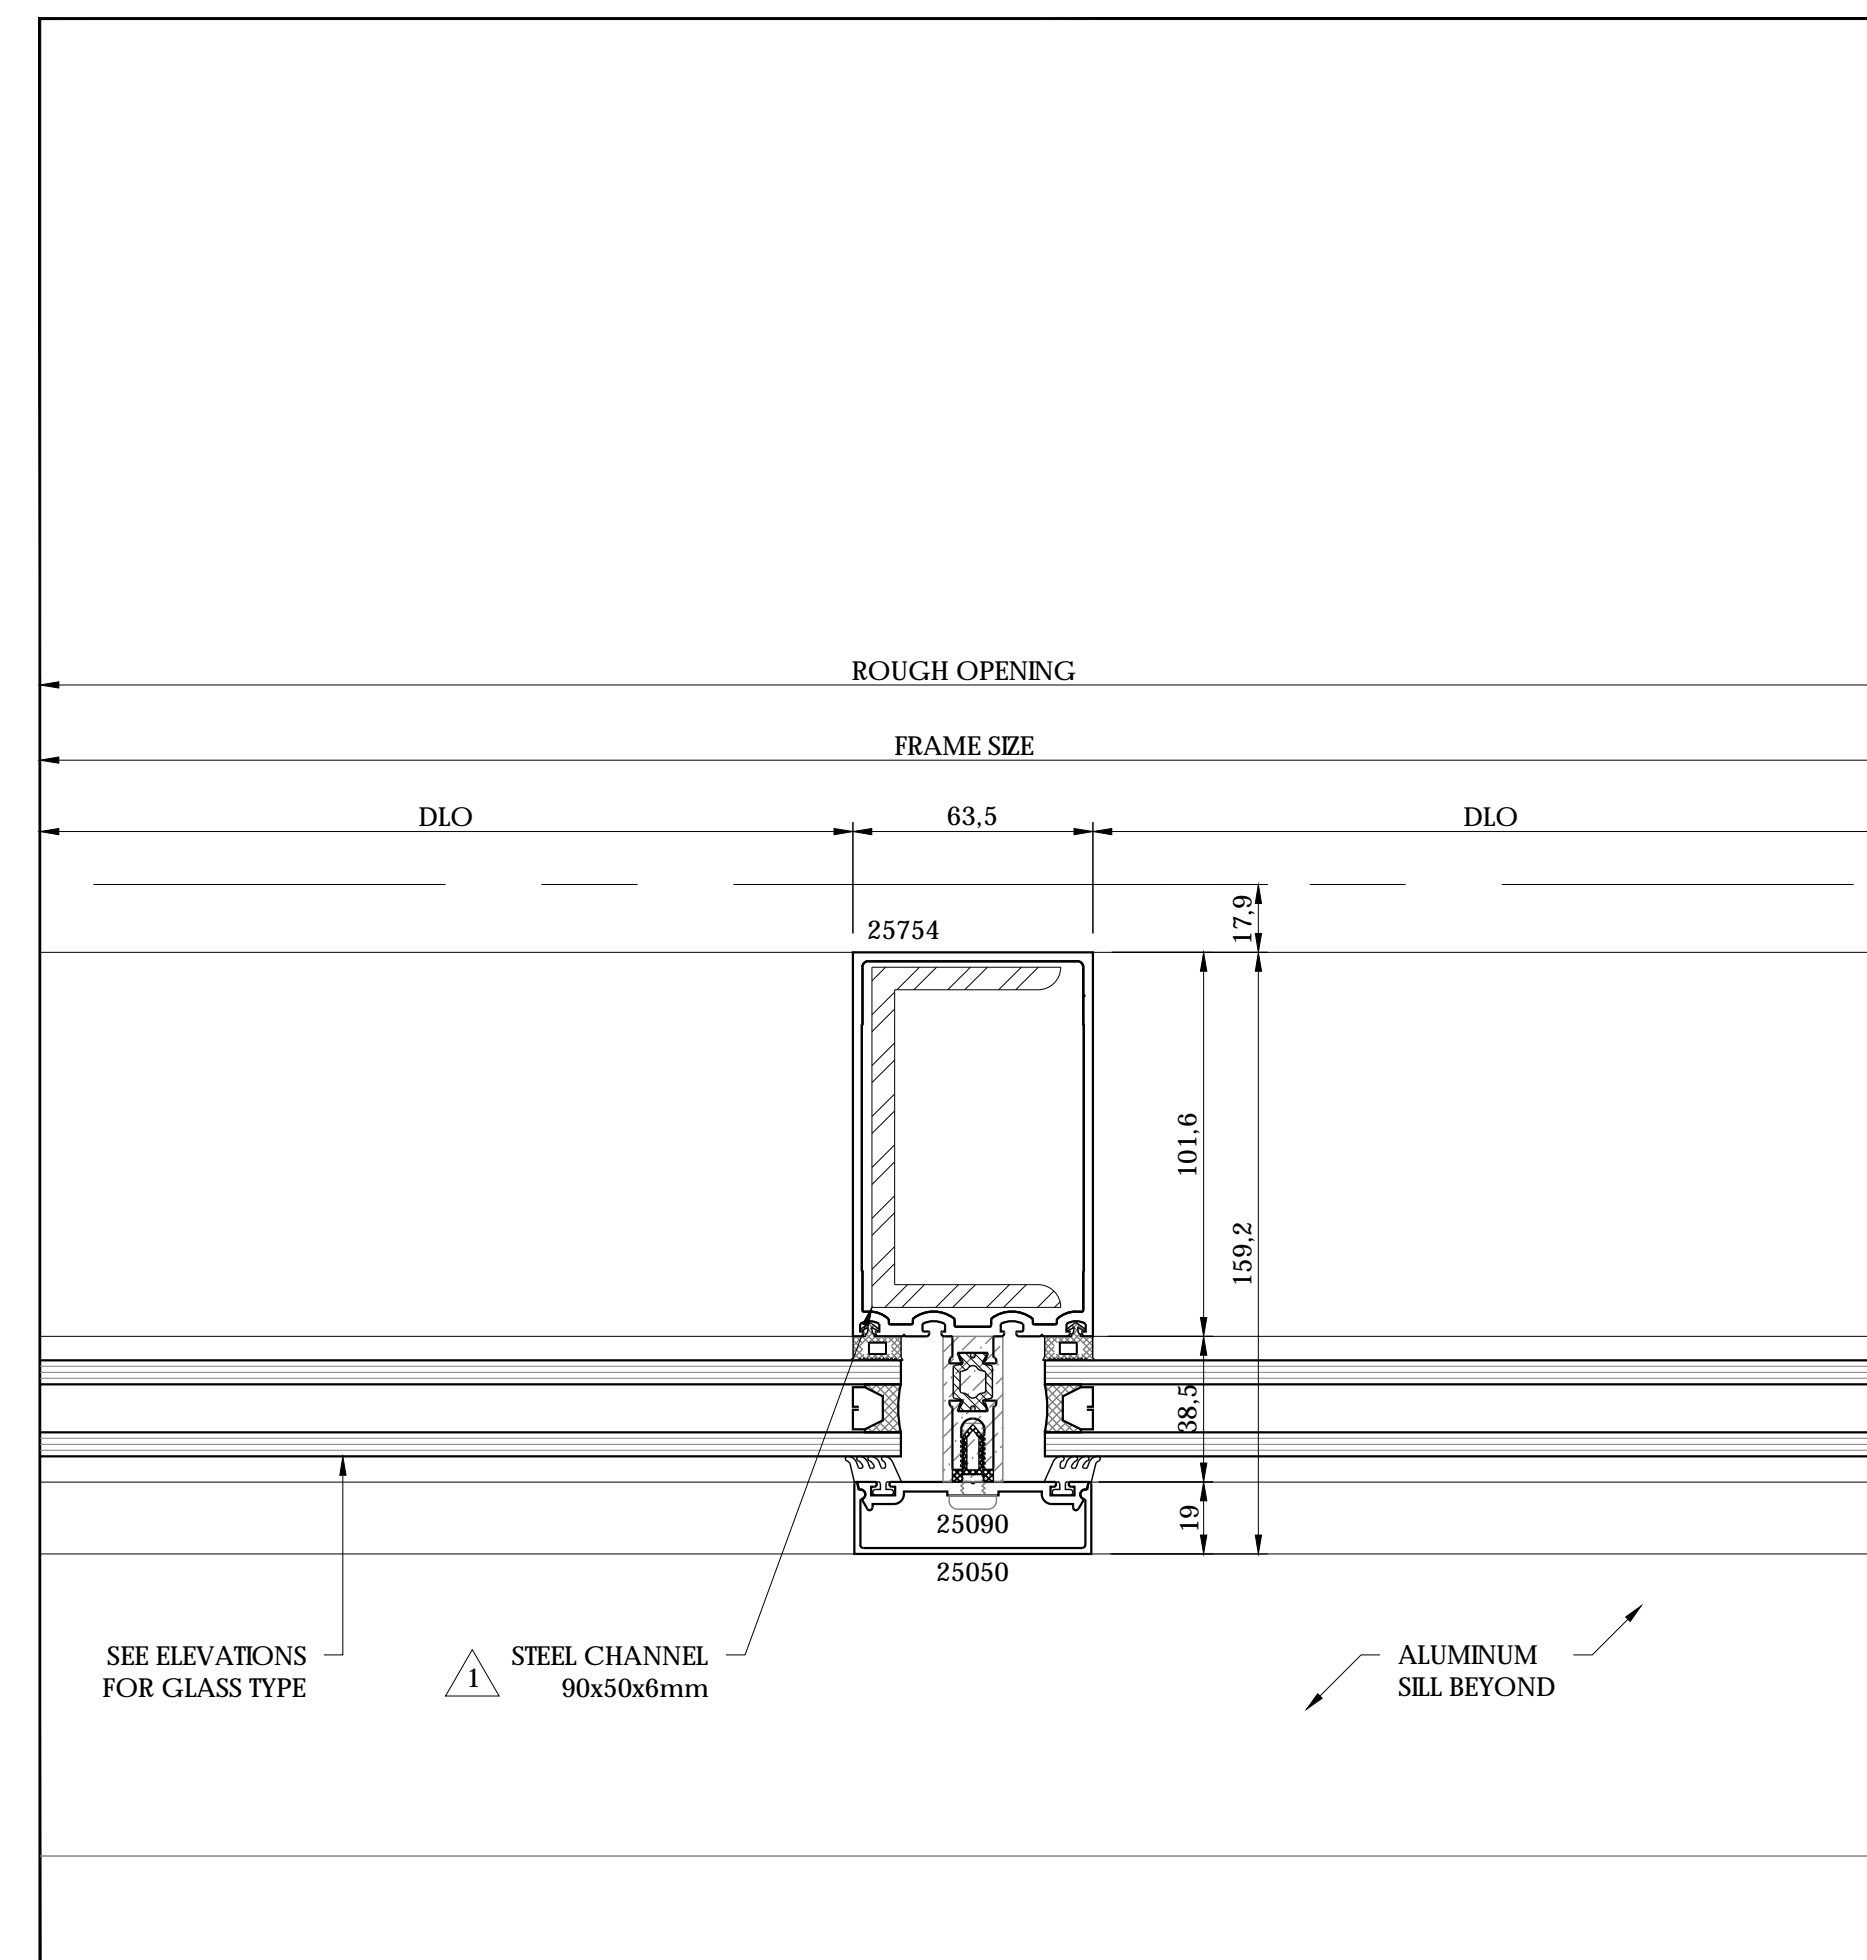 ROUGH OPENING
FRAME SIZE
DLO
63,5
DLO
17,9
25754
101,6
159,2
38,5
19
25090
25050
SEE ELEVATIONS
FOR GLASS TYPE
1
STEEL CHANNEL
90x50x6mm
ALUMINUM
SILL BEYOND